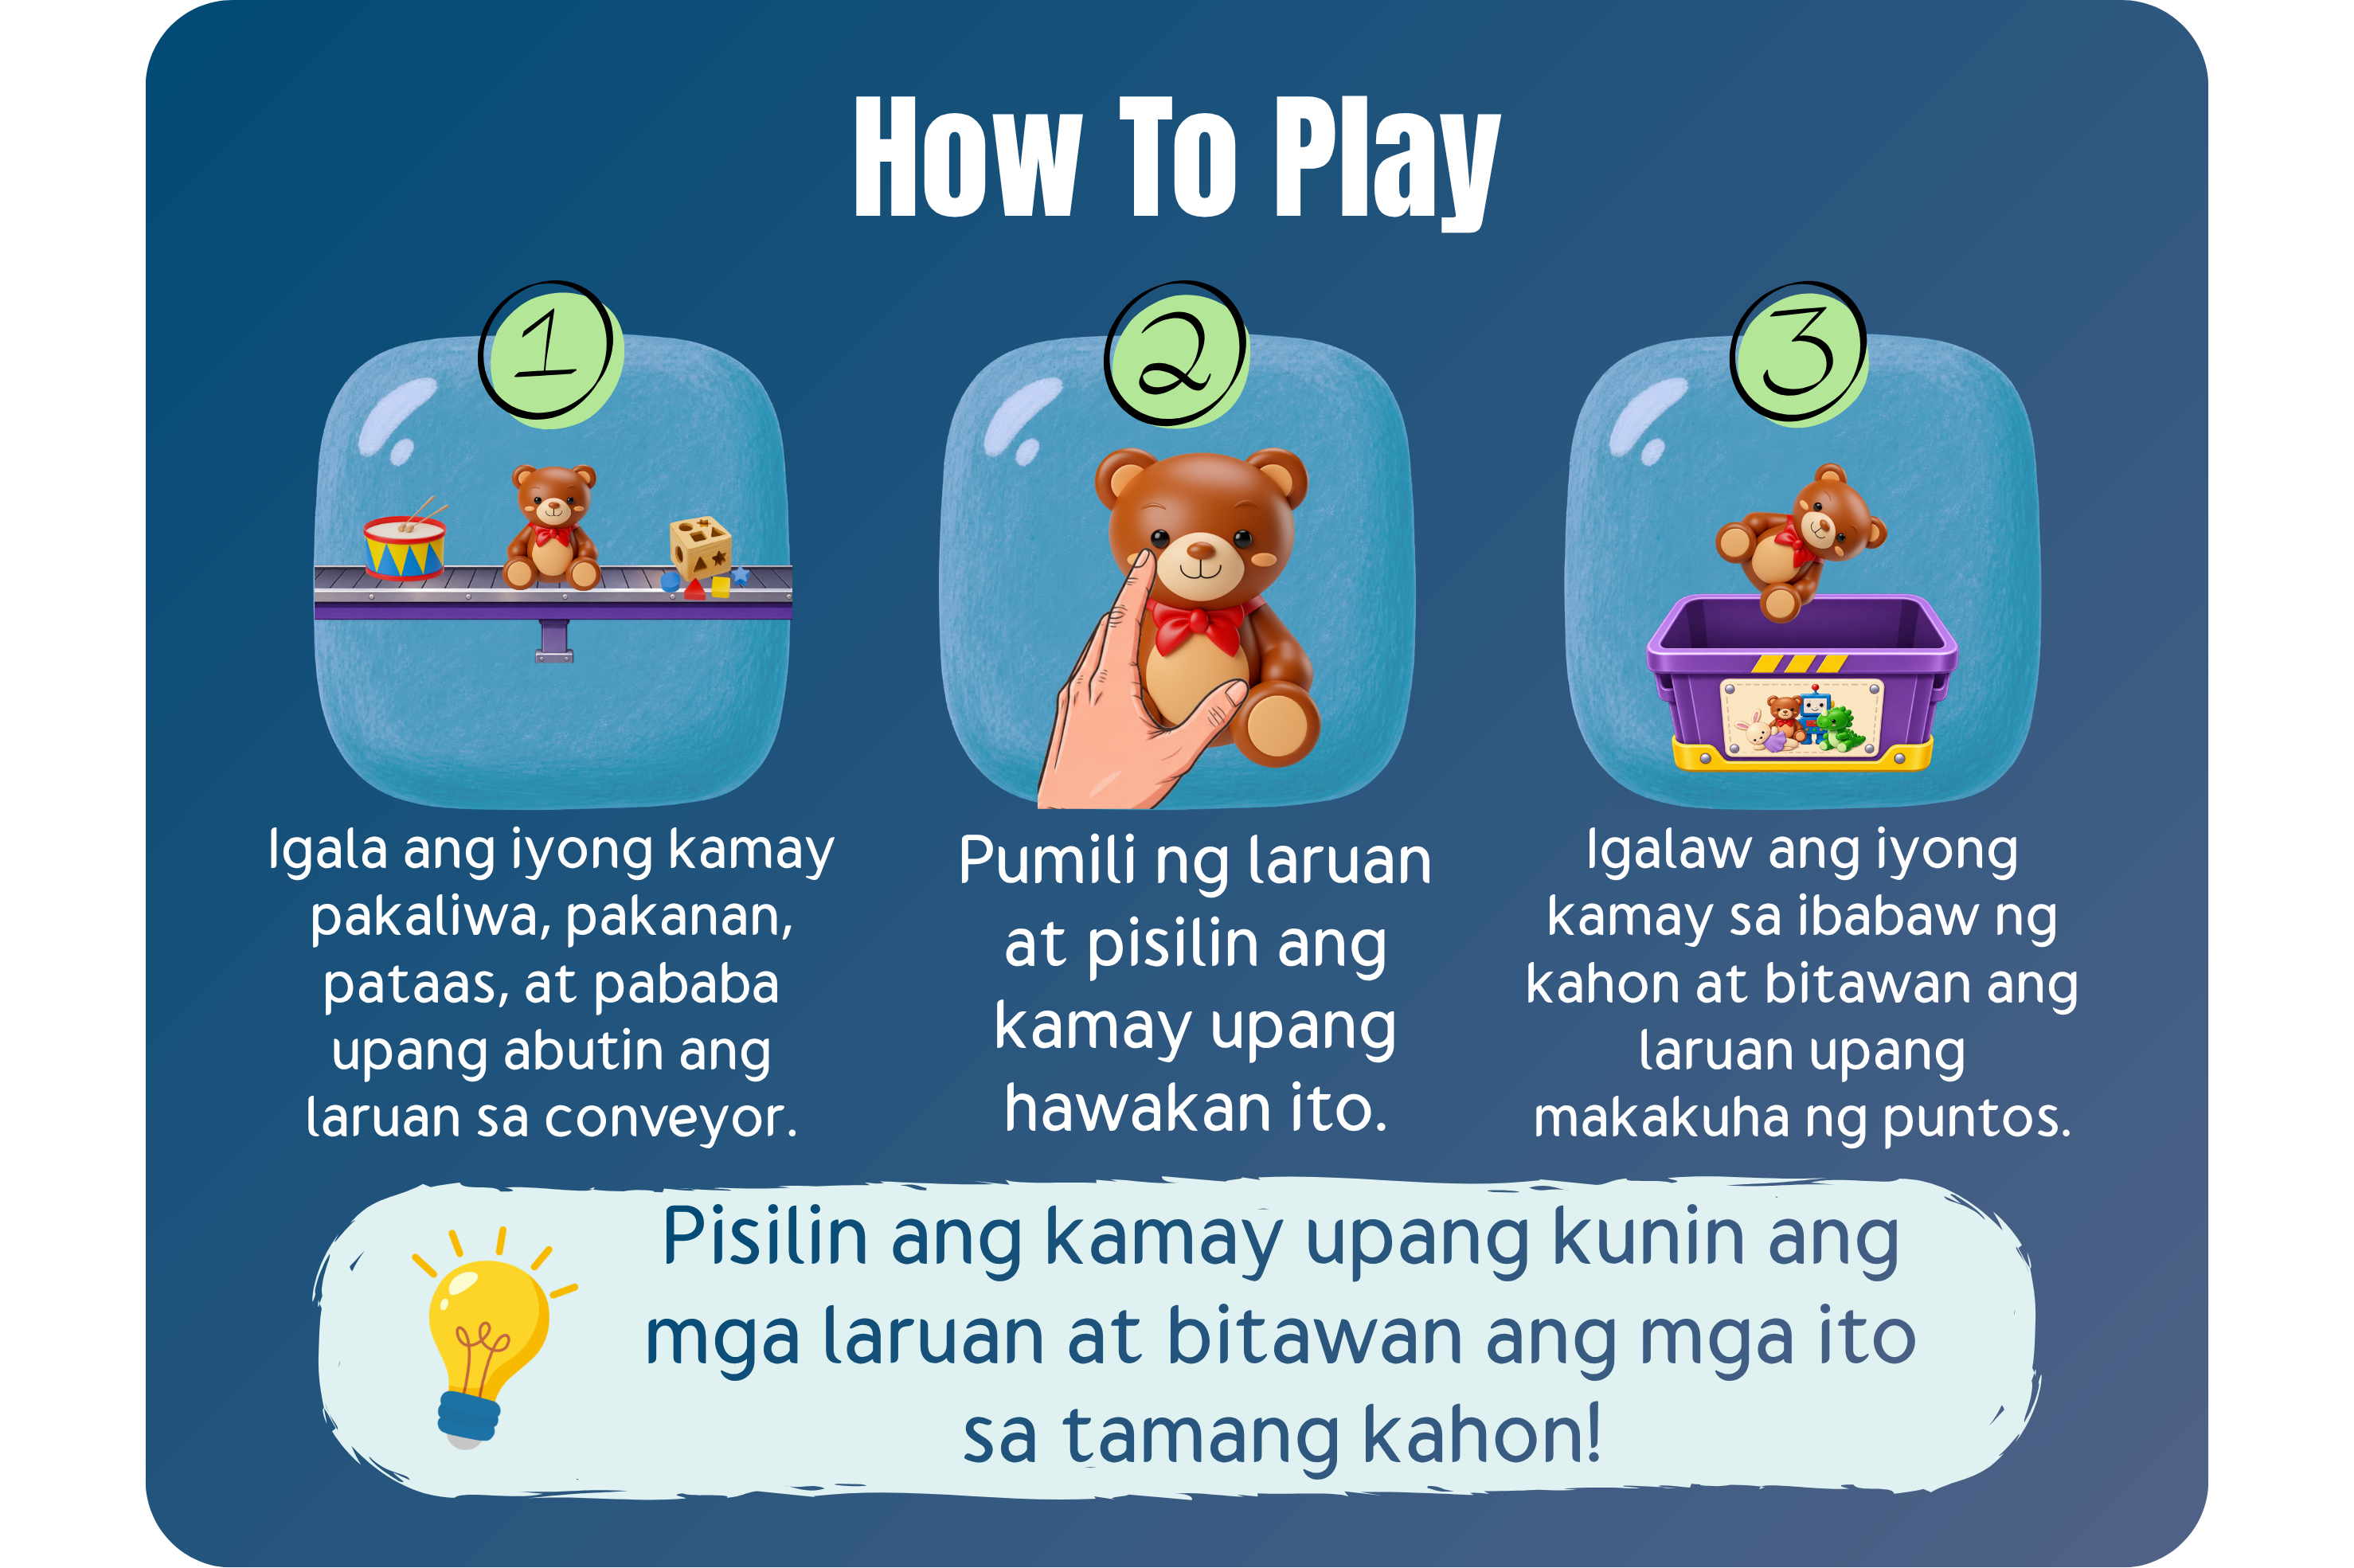 How To Play
1
Igala ang iyong kamay
pakaliwa, pakanan,
pataas, at pababa
upang abutin ang
laruan sa conveyor.
2
Pumili ng laruan
at pisilin ang
kamay upang
hawakan ito.
3
Igalaw ang iyong
kamay sa ibabaw ng
kahon at bitawan ang
laruan upang
makakuha ng puntos.
Pisilin ang kamay upang kunin ang
mga laruan at bitawan ang mga ito
sa tamang kahon!